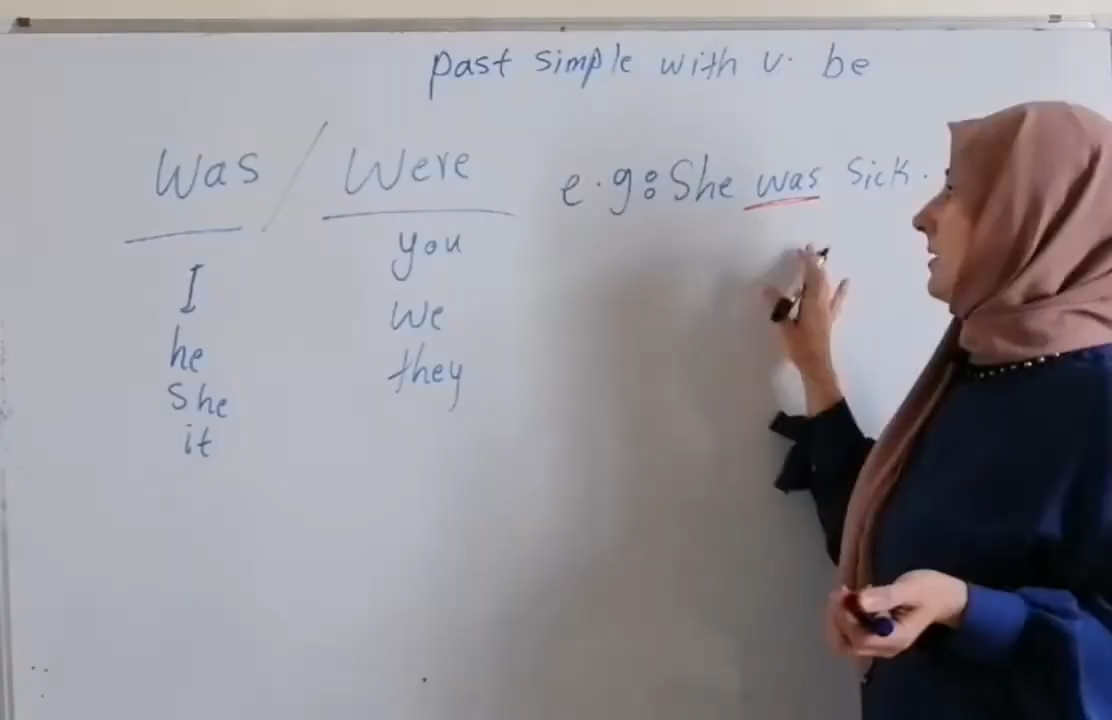 past simple with v. be
Was / Were
I
he
She
it
you
we
they
e.g: She was sick.